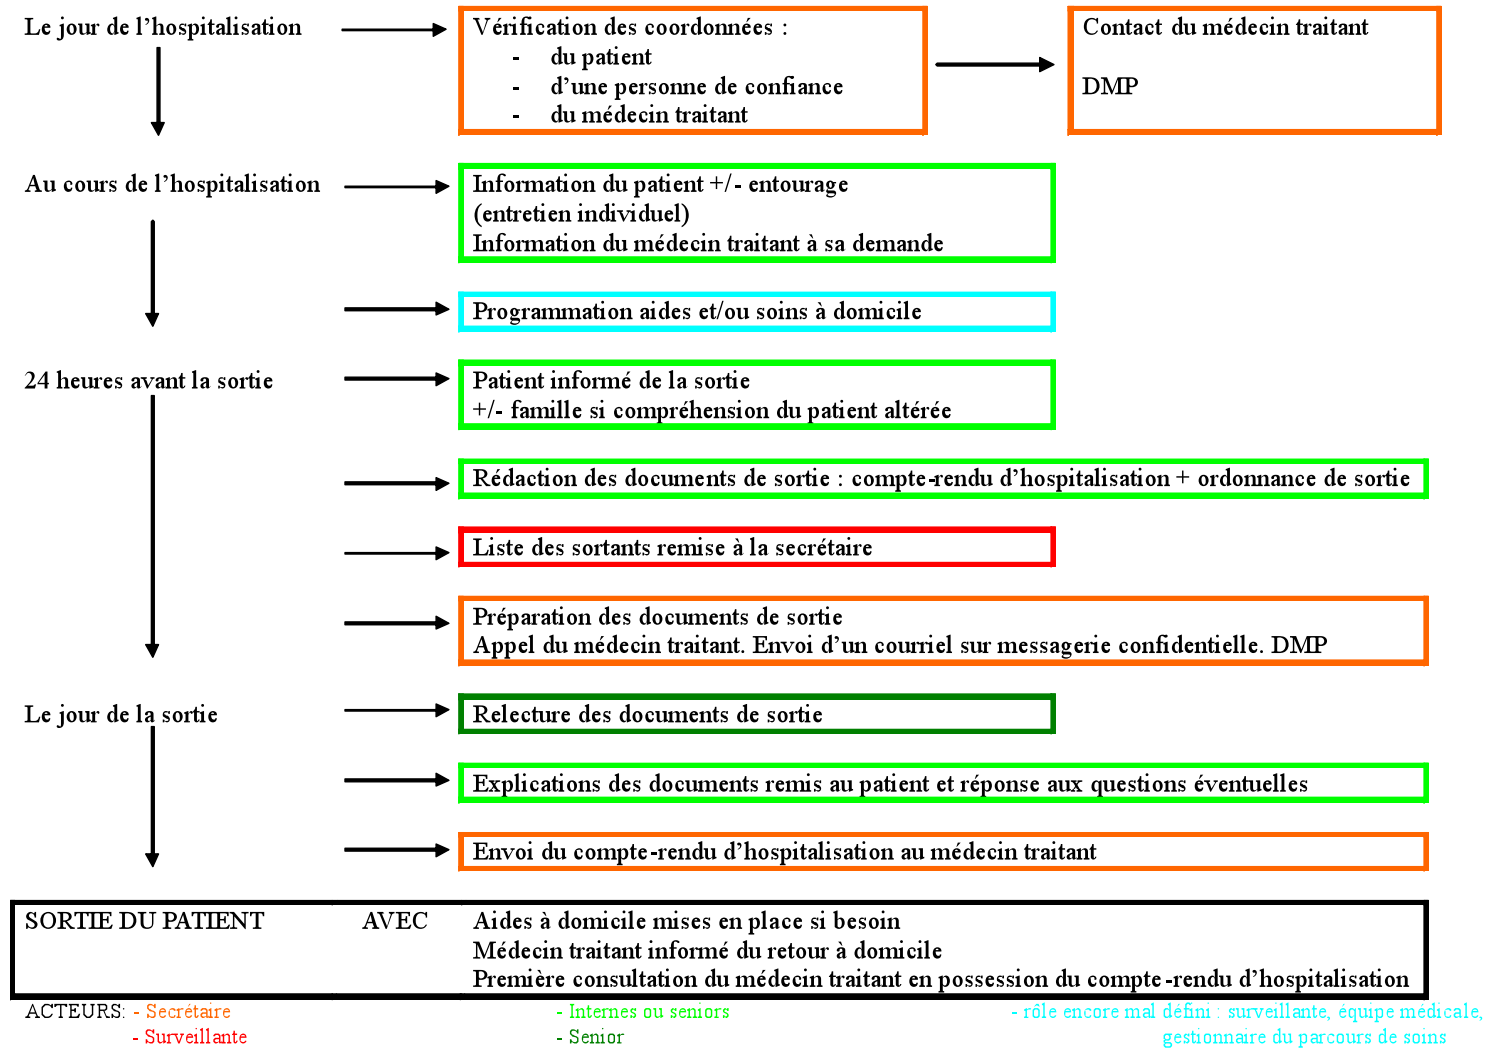 Le jour de l’hospitalisation
Vérification des coordonnées :
- du patient
- d’une personne de confiance
- du médecin traitant
Contact du médecin traitant
DMP
Au cours de l’hospitalisation
Information du patient +/- entourage
(entretien individuel)
Information du médecin traitant à sa demande
Programmation aides et/ou soins à domicile
24 heures avant la sortie
Patient informé de la sortie
+/- famille si compréhension du patient altérée
Rédaction des documents de sortie : compte-rendu d’hospitalisation + ordonnance de sortie
Liste des sortants remise à la secrétaire
Préparation des documents de sortie
Appel du médecin traitant. Envoi d’un courriel sur messagerie confidentielle. DMP
Le jour de la sortie
Relecture des documents de sortie
Explications des documents remis au patient et réponse aux questions éventuelles
Envoi du compte-rendu d’hospitalisation au médecin traitant
SORTIE DU PATIENT AVEC Aides à domicile mises en place si besoin
Médecin traitant informé du retour à domicile
Première consultation du médecin traitant en possession du compte-rendu d’hospitalisation
ACTEURS: - Secrétaire - Internes ou seniors - rôle encore mal défini : surveillante, équipe médicale,
- Surveillante - Senior gestionnaire du parcours de soins